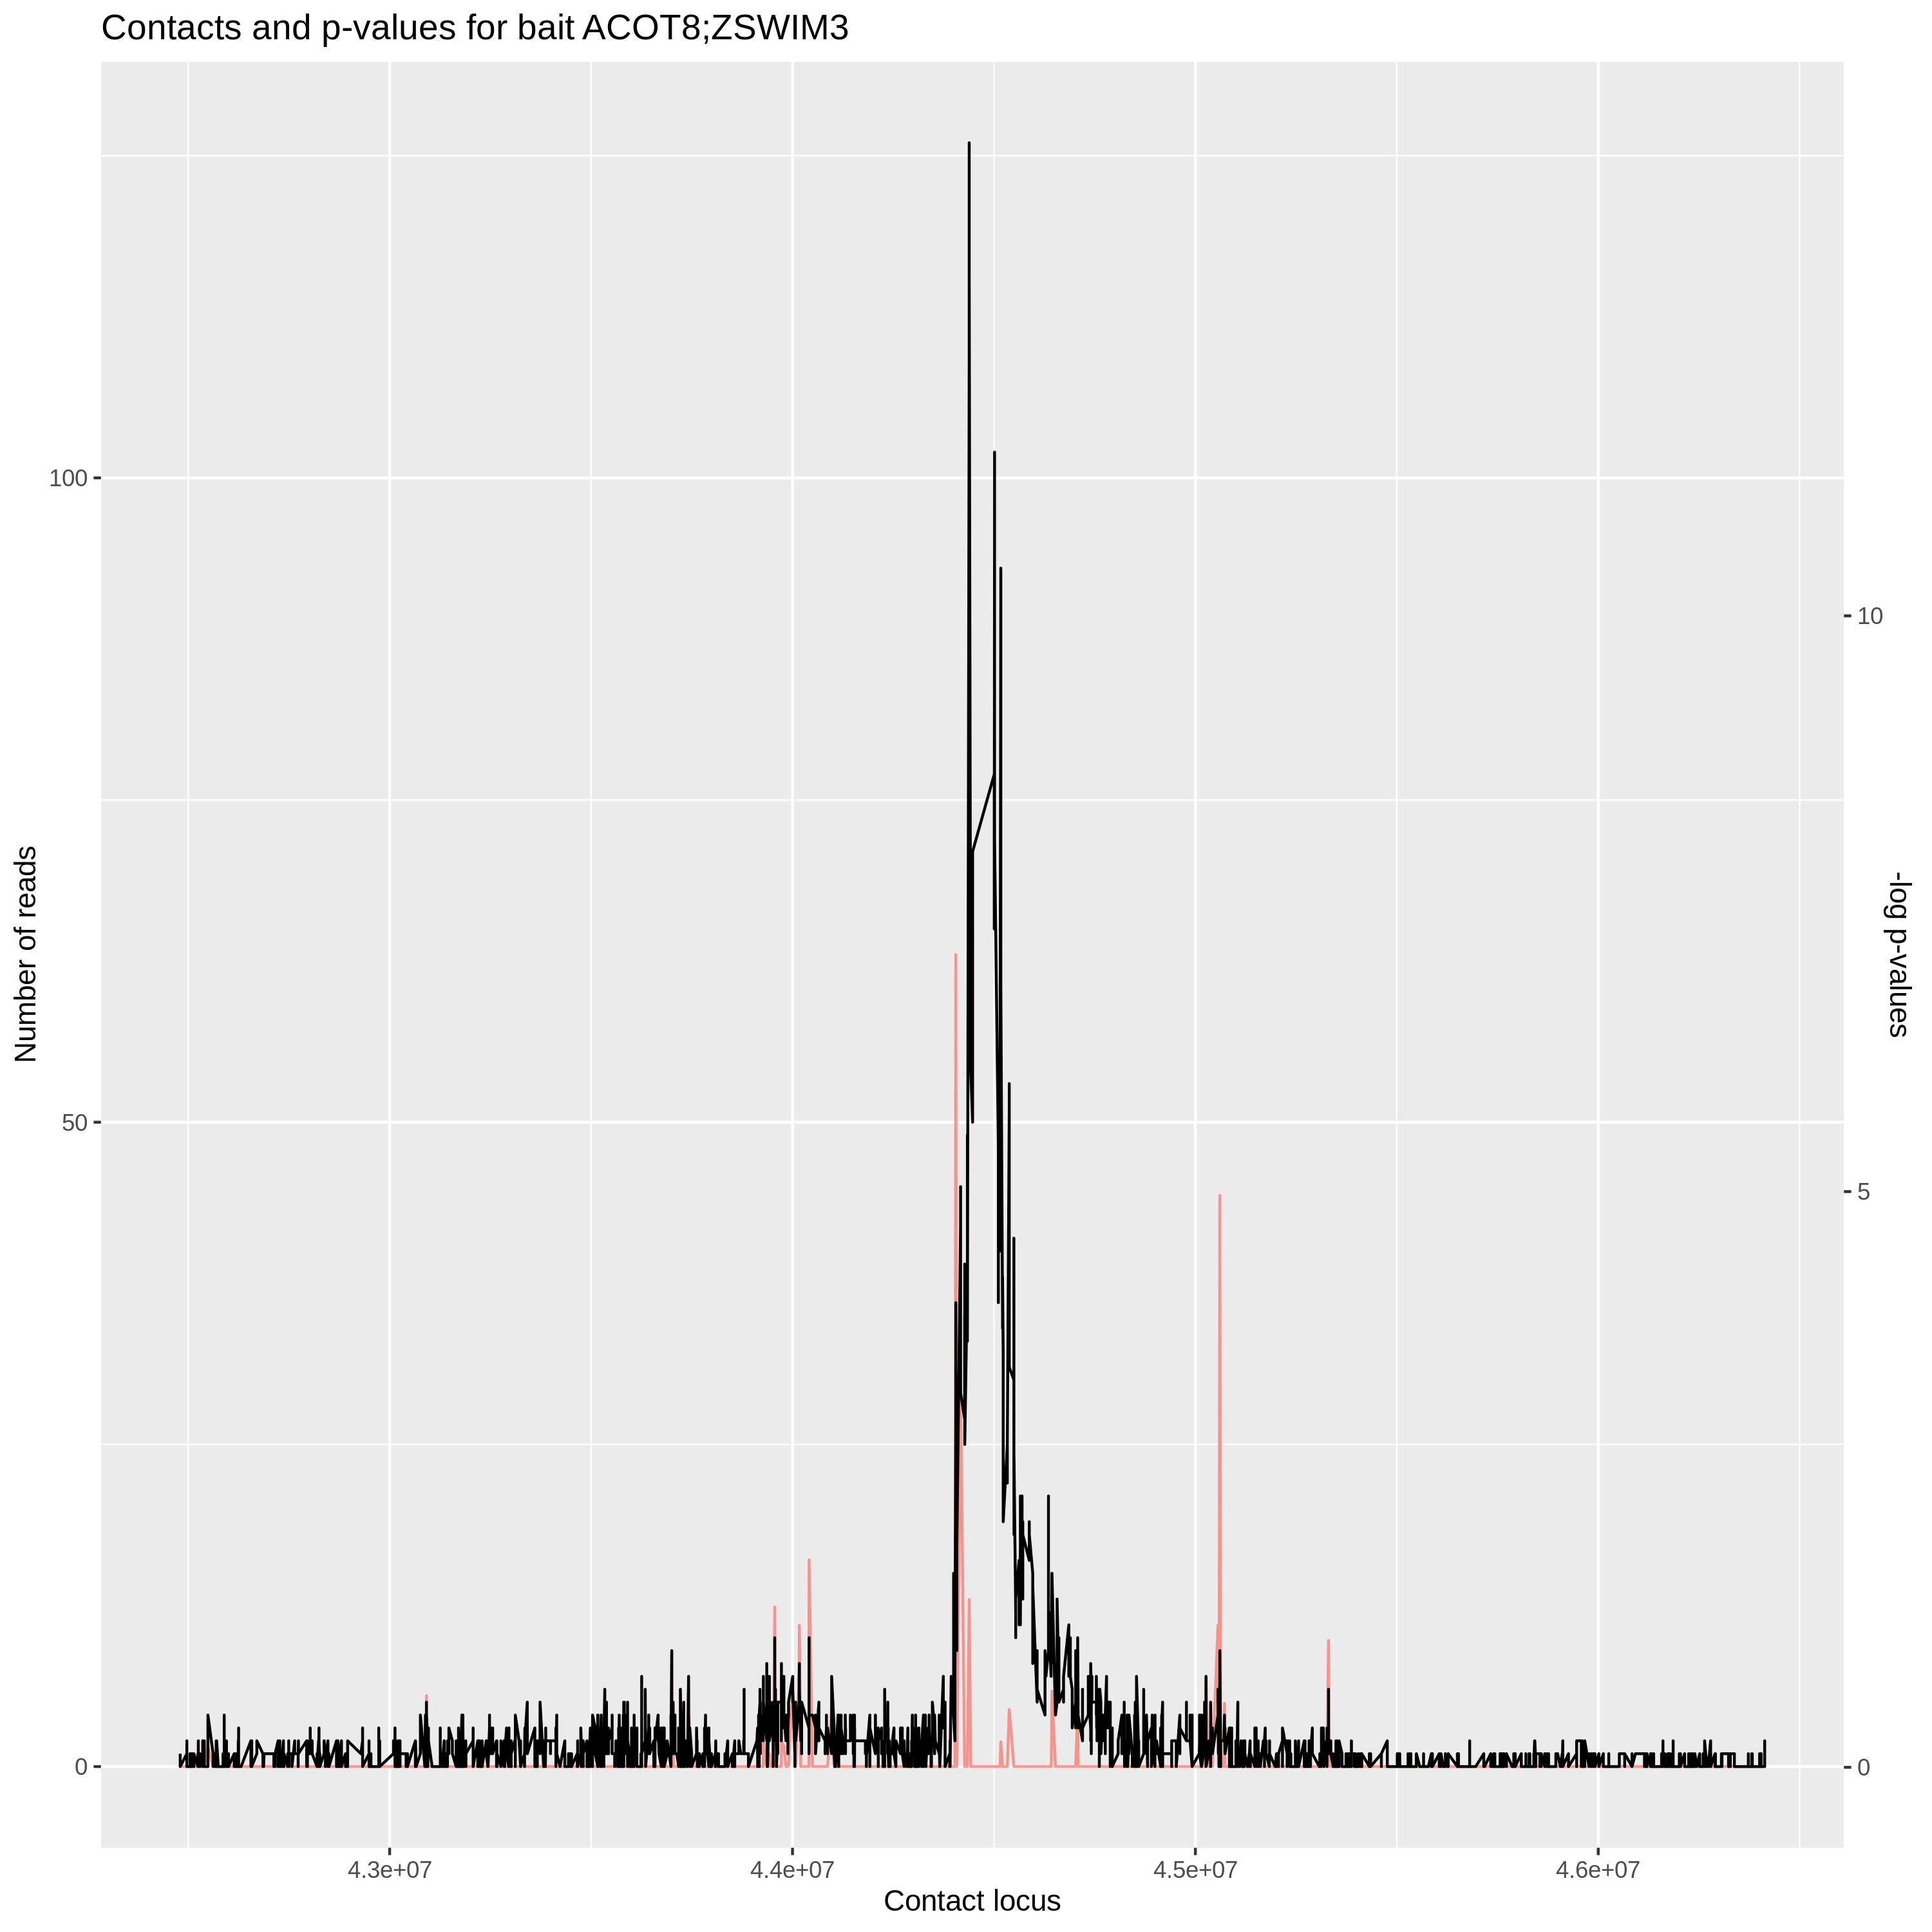 Contacts and p-values for bait ACOT8;ZSWIM3
100
50
0
Number of reads
10
5
0
-log p-values
4.3e+07
4.4e+07
4.5e+07
4.6e+07
Contact locus